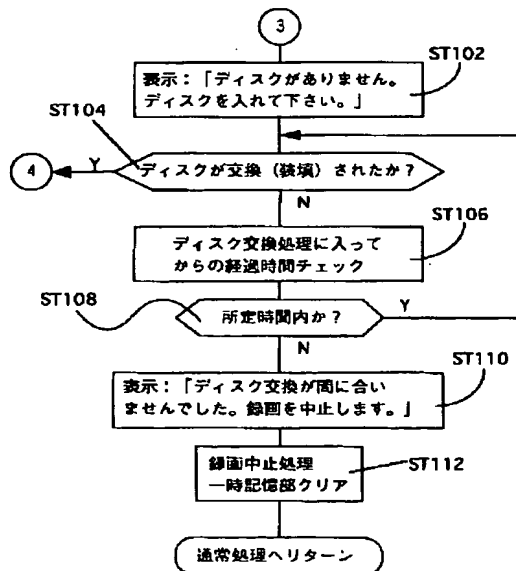 3
ST102
表示：「ディスクがありません。
ディスクを入れて下さい。」
ST104
4
Y
ディスクが交換（装填）されたか？
N
ST106
ディスク交換処理に入って
からの経過時間チェック
ST108
所定時間内か？
Y
N
ST110
表示：「ディスク交換が間に合い
ませんでした。録画を中止します。」
録画中止処理
一時記憶部クリア
ST112
通常処理へリターン